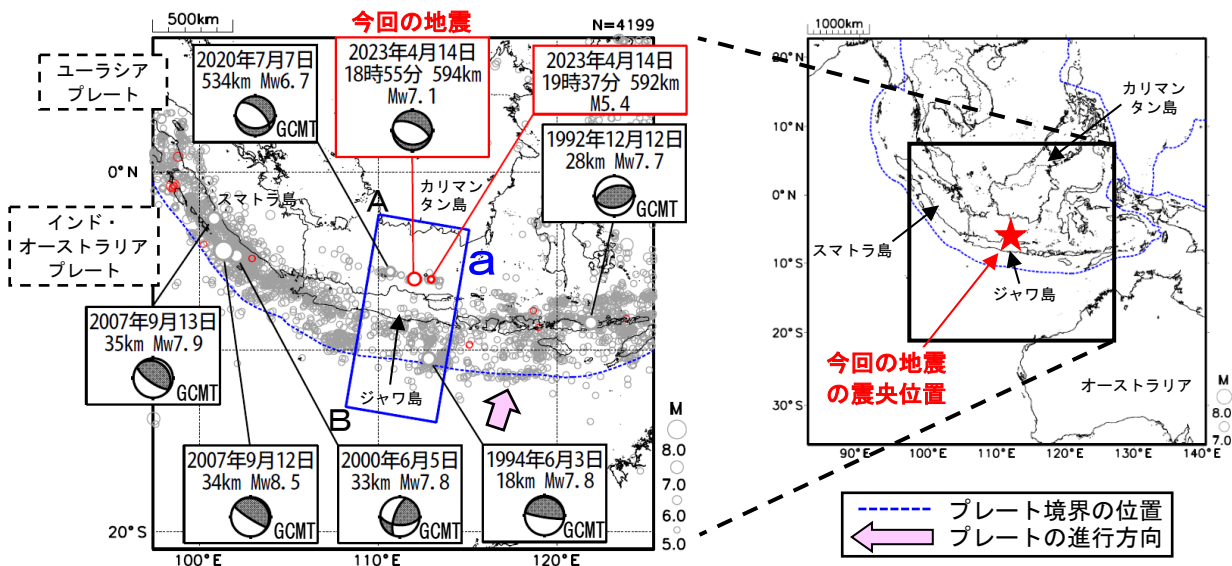 500km
今回の地震
N=4199
ユーラシア
プレート
2020年7月7日
534km Mw6.7
GCMT
2023年4月14日
18時55分 594km
Mw7.1
2023年4月14日
19時37分 592km
M5.4
1992年12月12日
28km Mw7.7
GCMT
0°N
スマトラ島
カリマン
タン島
A
a
インド・
オーストラリア
プレート
2007年9月13日
35km Mw7.9
GCMT
ジャワ島
B
2007年9月12日
34km Mw8.5
GCMT
2000年6月5日
33km Mw7.8
GCMT
1994年6月3日
18km Mw7.8
GCMT
M
8.0
7.0
6.0
5.0
20°S
100°E
110°E
120°E
1000km
20°N
カリマン
タン島
10°N
0°N
スマトラ島
10°S
ジャワ島
20°S
今回の地震
の震央位置
オーストラリア
30°S
M
8.0
7.0
90°E
100°E
110°E
120°E
130°E
140°E
プレート境界の位置
プレートの進行方向